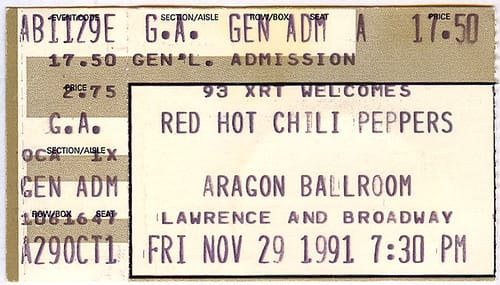 EVENT CODE SECTION/AISLE ROW/BOX SEAT PRICE
AB1129E G.A. GEN ADM A 17.50
17.50 GEN'L. ADMISSION
PRICE
2.75 93 XRT WELCOMES
G.A. RED HOT CHILI PEPPERS
SECTION/AISLE
OCA 1X
GEN ADM ARAGON BALLROOM
ROW/BOX SEAT
1081647 LAWRENCE AND BROADWAY
A29OCT1 FRI NOV 29 1991 7:30 PM